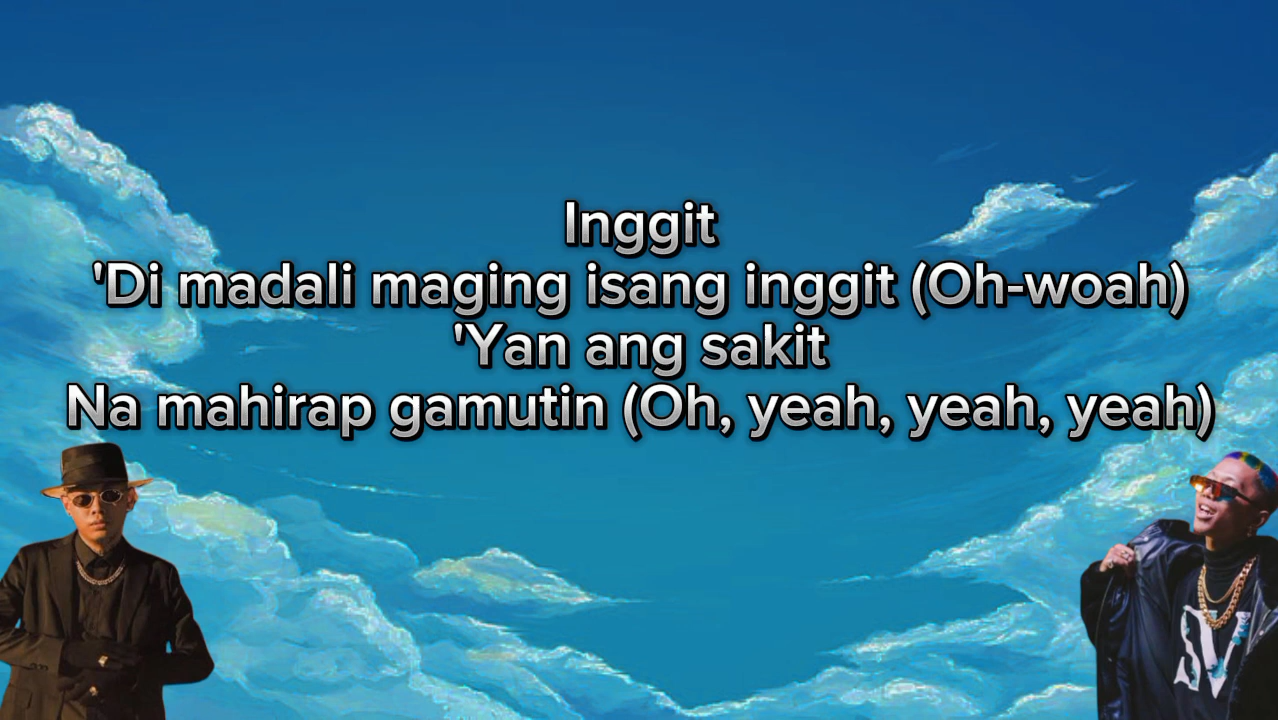 Inggit
'Di madali maging isang inggit (Oh-woah)
'Yan ang sakit
Na mahirap gamutin (Oh, yeah, yeah, yeah)